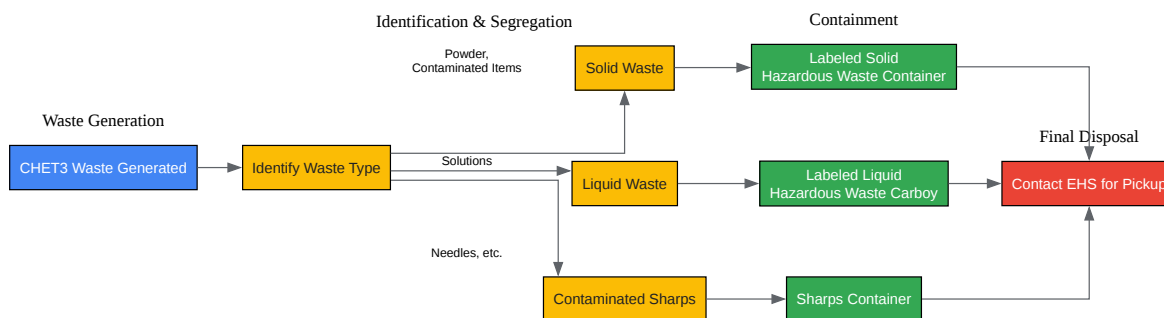 Identification & Segregation
Containment
Powder,
Contaminated Items
Solid Waste
Labeled Solid
Hazardous Waste Container
Waste Generation
Final Disposal
CHET3 Waste Generated
Identify Waste Type
Solutions
Liquid Waste
Labeled Liquid
Hazardous Waste Carboy
Contact EHS for Pickup
Needles, etc.
Contaminated Sharps
Sharps Container